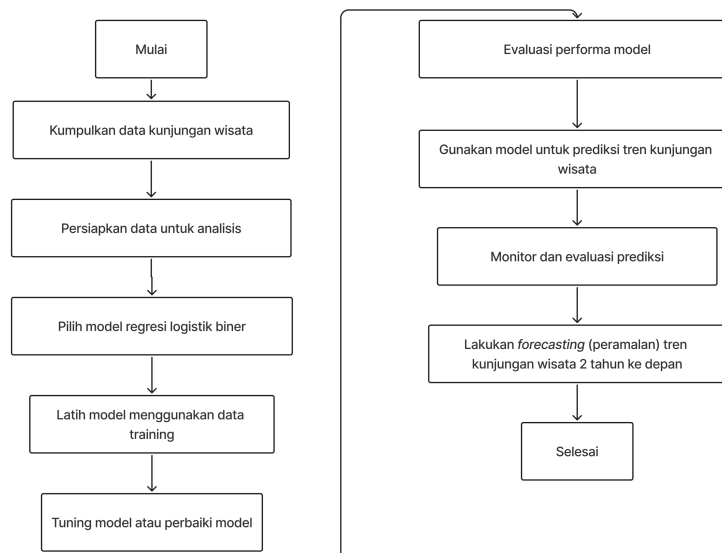 Mulai
Kumpulkan data kunjungan wisata
Persiapkan data untuk analisis
Pilih model regresi logistik biner
Latih model menggunakan data
training
Tuning model atau perbaiki model
Evaluasi performa model
Gunakan model untuk prediksi tren kunjungan
wisata
Monitor dan evaluasi prediksi
Lakukan forecasting (peramalan) tren
kunjungan wisata 2 tahun ke depan
Selesai